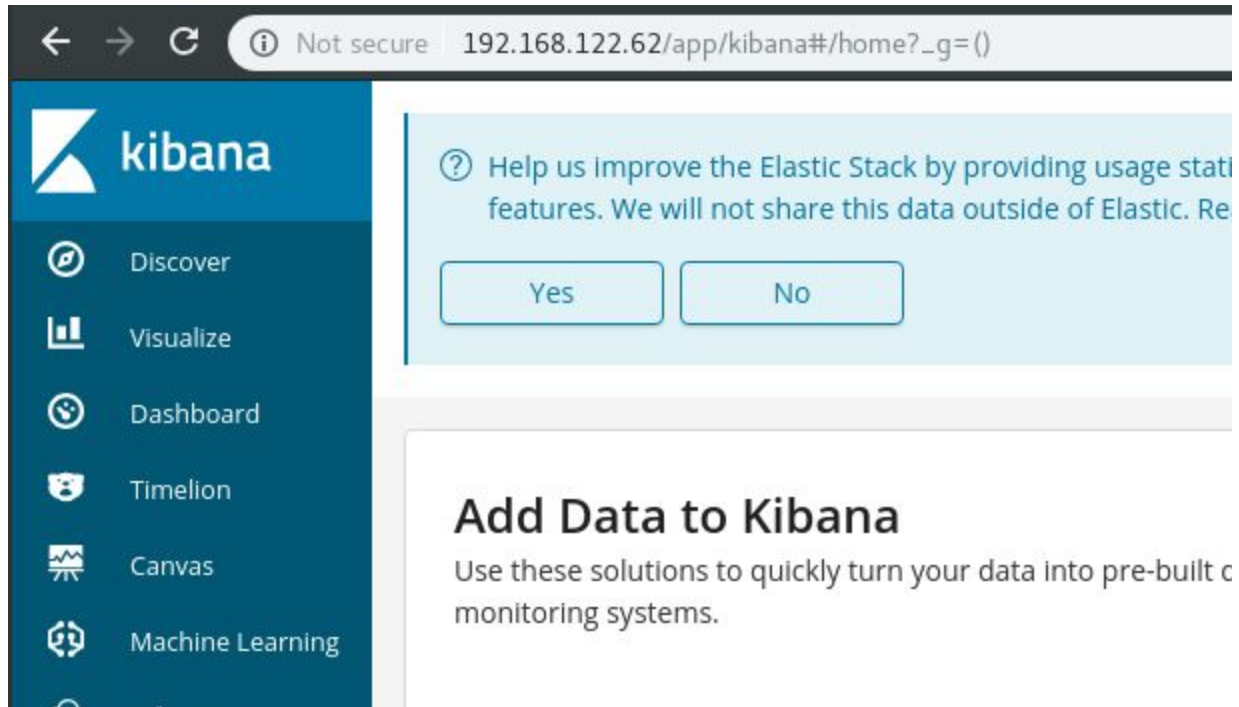 Not secure 192.168.122.62/app/kibana#/home?_g=()
kibana
Discover
Visualize
Dashboard
Timelion
Canvas
Machine Learning
Help us improve the Elastic Stack by providing usage
features. We will not share this data outside of Elastic.
Yes
No
Add Data to Kibana
Use these solutions to quickly turn your data into pre-built
monitoring systems.